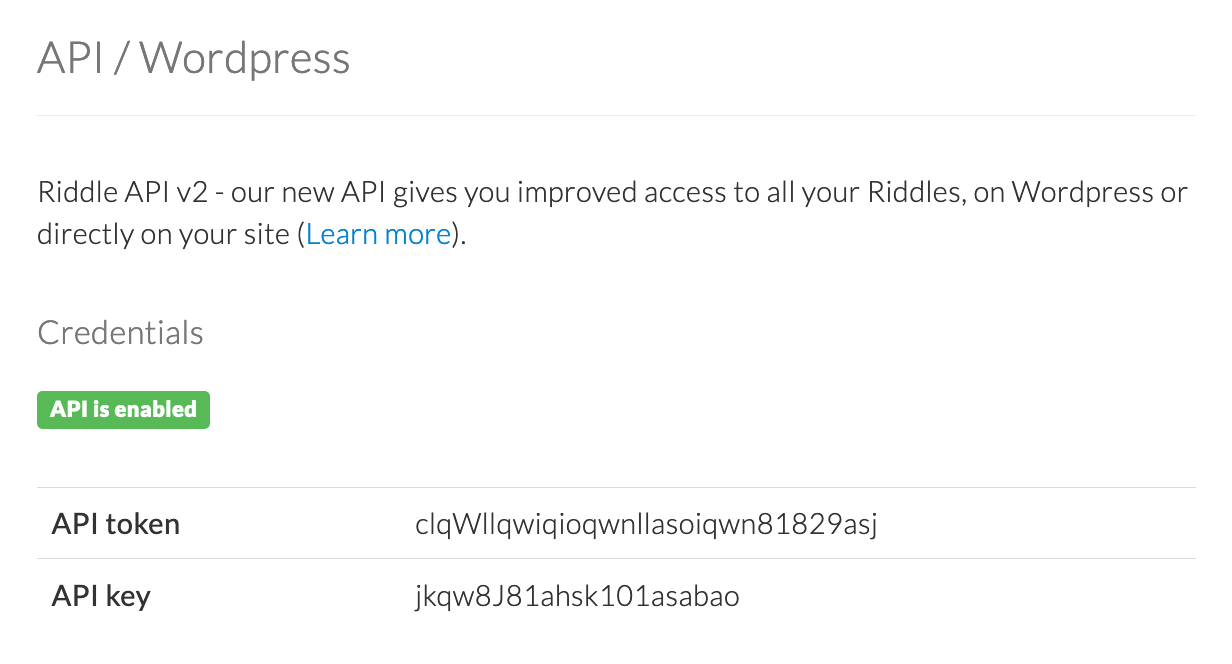 API / Wordpress
Riddle API v2 - our new API gives you improved access to all your Riddles, on Wordpress or
directly on your site (Learn more).
Credentials
API is enabled
API token clqWllqwiqioqwnllasoiqwn81829asj
API key jkqw8J81ahsk101asabao